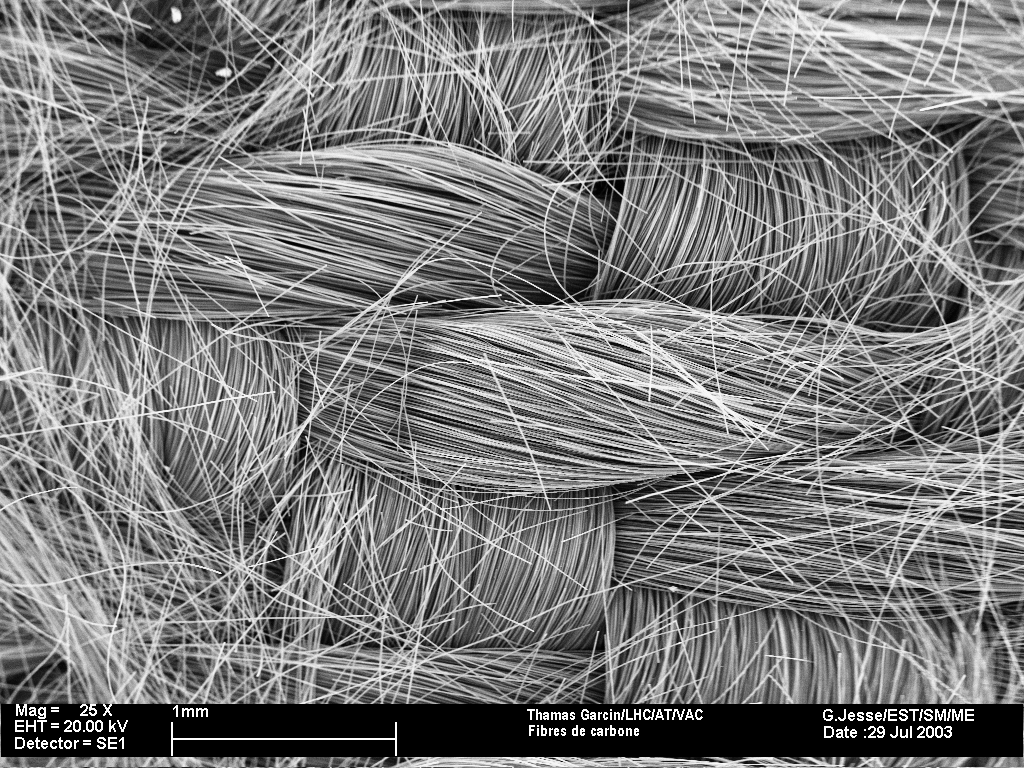 Mag = 25 X
EHT = 20.00 kV
Detector = SE1
1mm
Thomas Garcin/LHC/AT/VAC
Fibres de carbone
G.Jesse/EST/SM/ME
Date :29 Jul 2003